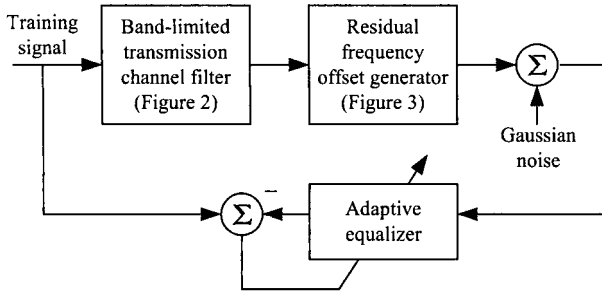 Training
signal
Band-limited
transmission
channel filter
(Figure 2)
Residual
frequency
offset generator
(Figure 3)
Σ
Gaussian
noise
Σ
−
Adaptive
equalizer